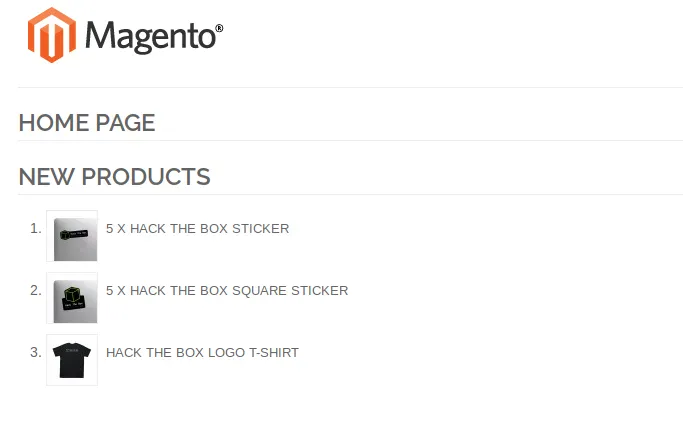 Magento®
HOME PAGE
NEW PRODUCTS
1. 5 X HACK THE BOX STICKER
2. 5 X HACK THE BOX SQUARE STICKER
3. HACK THE BOX LOGO T-SHIRT